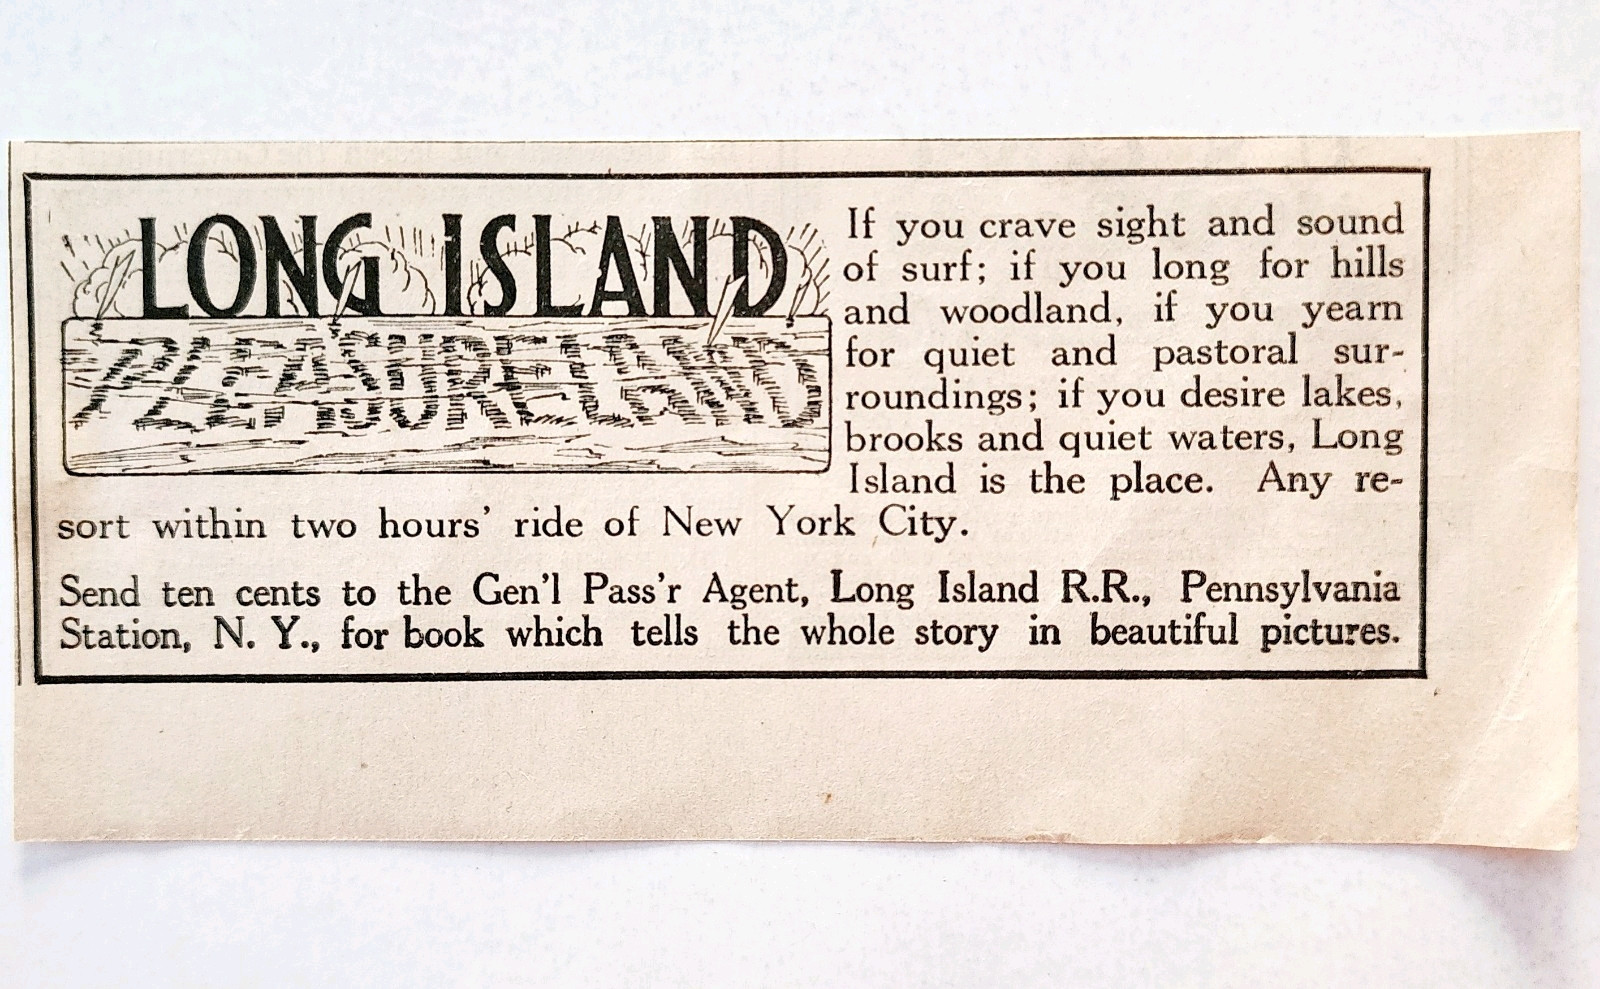 LONG ISLAND
PLEASURE LAND
If you crave sight and sound
of surf; if you long for hills
and woodland, if you yearn
for quiet and pastoral sur-
roundings; if you desire lakes,
brooks and quiet waters, Long
Island is the place. Any re-
sort within two hours' ride of New York City.
Send ten cents to the Gen'l Pass'r Agent, Long Island R.R., Pennsylvania
Station, N. Y., for book which tells the whole story in beautiful pictures.